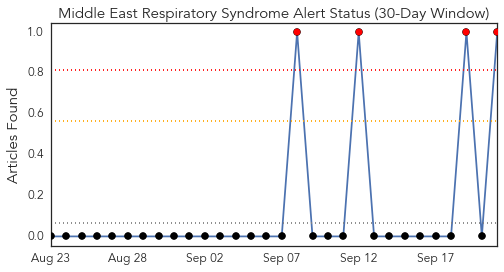 Middle East Respiratory Syndrome Alert Status (30-Day Window)
Articles Found
1.0
0.8
0.6
0.4
0.2
0.0
Aug 23 Aug 28 Sep 02 Sep 07 Sep 12 Sep 17